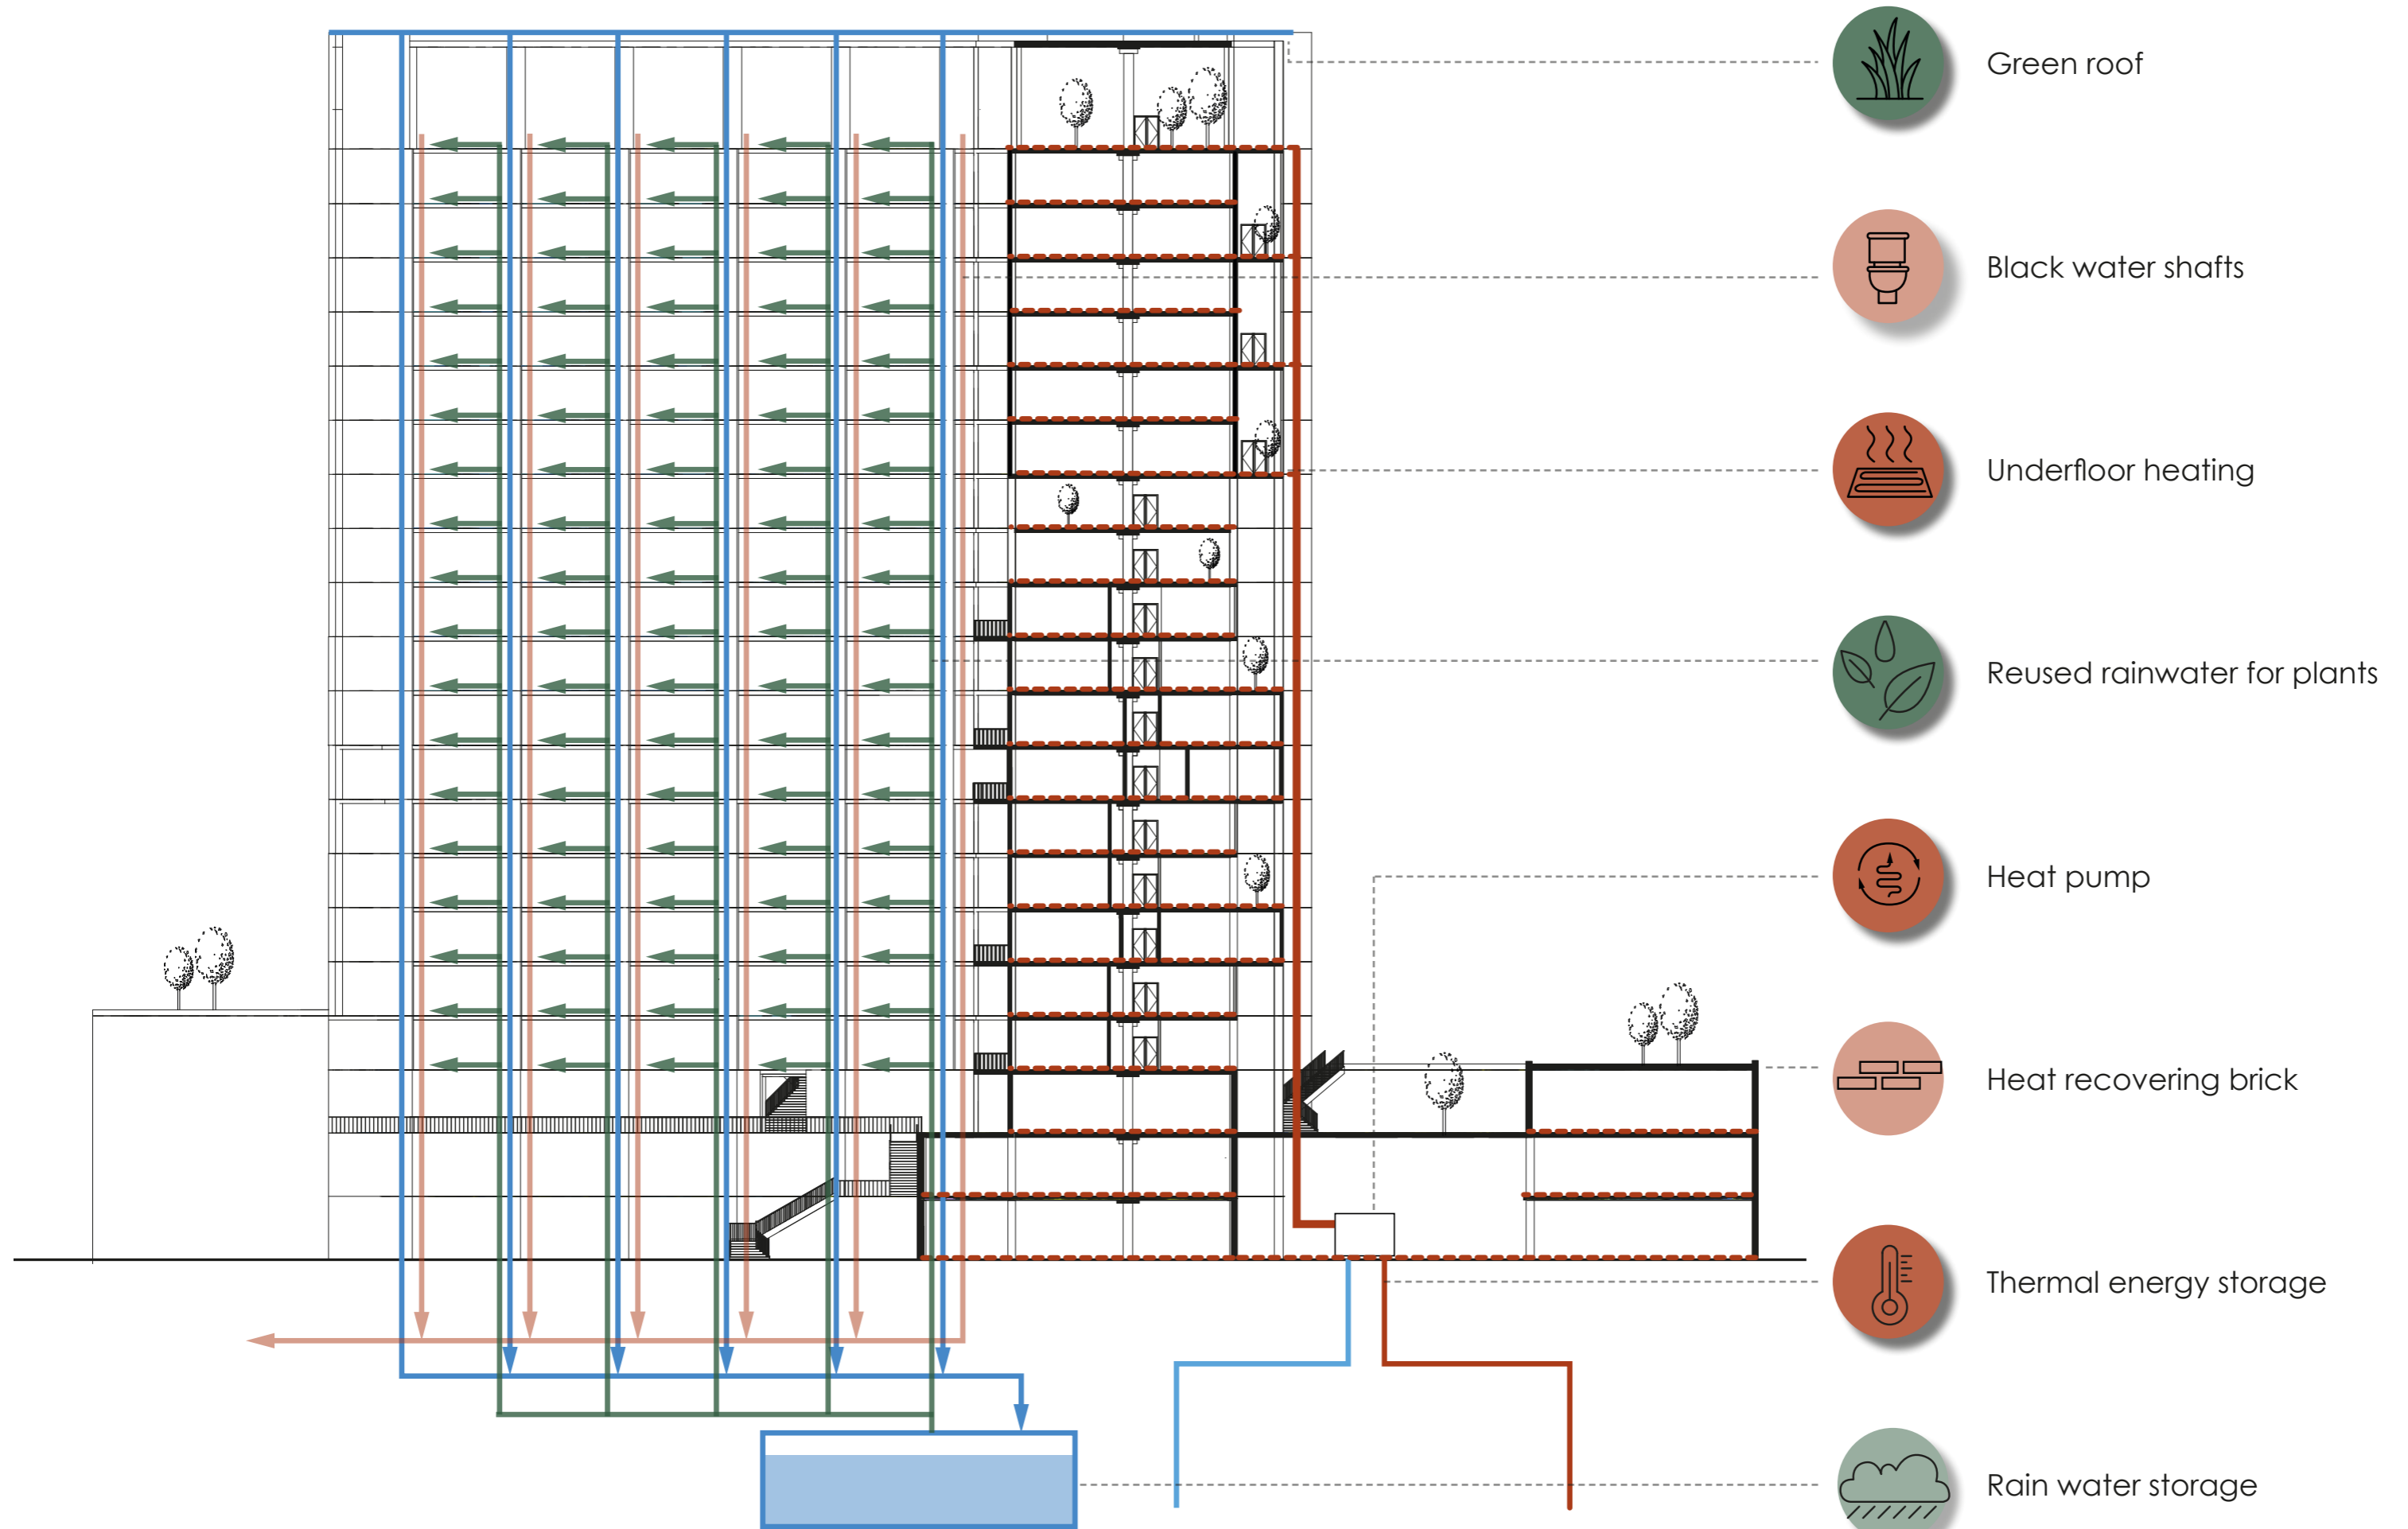 Green roof
Black water shafts
Underfloor heating
Reused rainwater for plants
Heat pump
Heat recovering brick
Thermal energy storage
Rain water storage